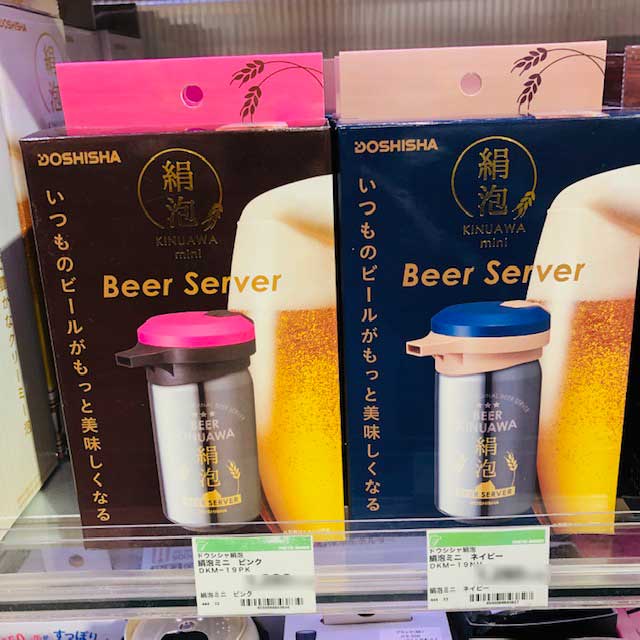 DOSHISHA
絹泡
KINUAWA
mini
Beer Server
いつものビールがもっと美味しくなる
BEER
KINUAWA
絹泡
BEER SERVER
DOSHISHA
絹泡
KINUAWA
mini
Beer Server
いつものビールがもっと美味しくなる
BEER
KINUAWA
絹泡
BEER SERVER
ドウシシャ絹泡
絹泡ミニ ピンク
DKM-19PK
絹泡ミニ ピンク
ドウシシャ絹泡
絹泡ミニ ネイビー
DKM-19NV
絹泡ミニ ネイビー